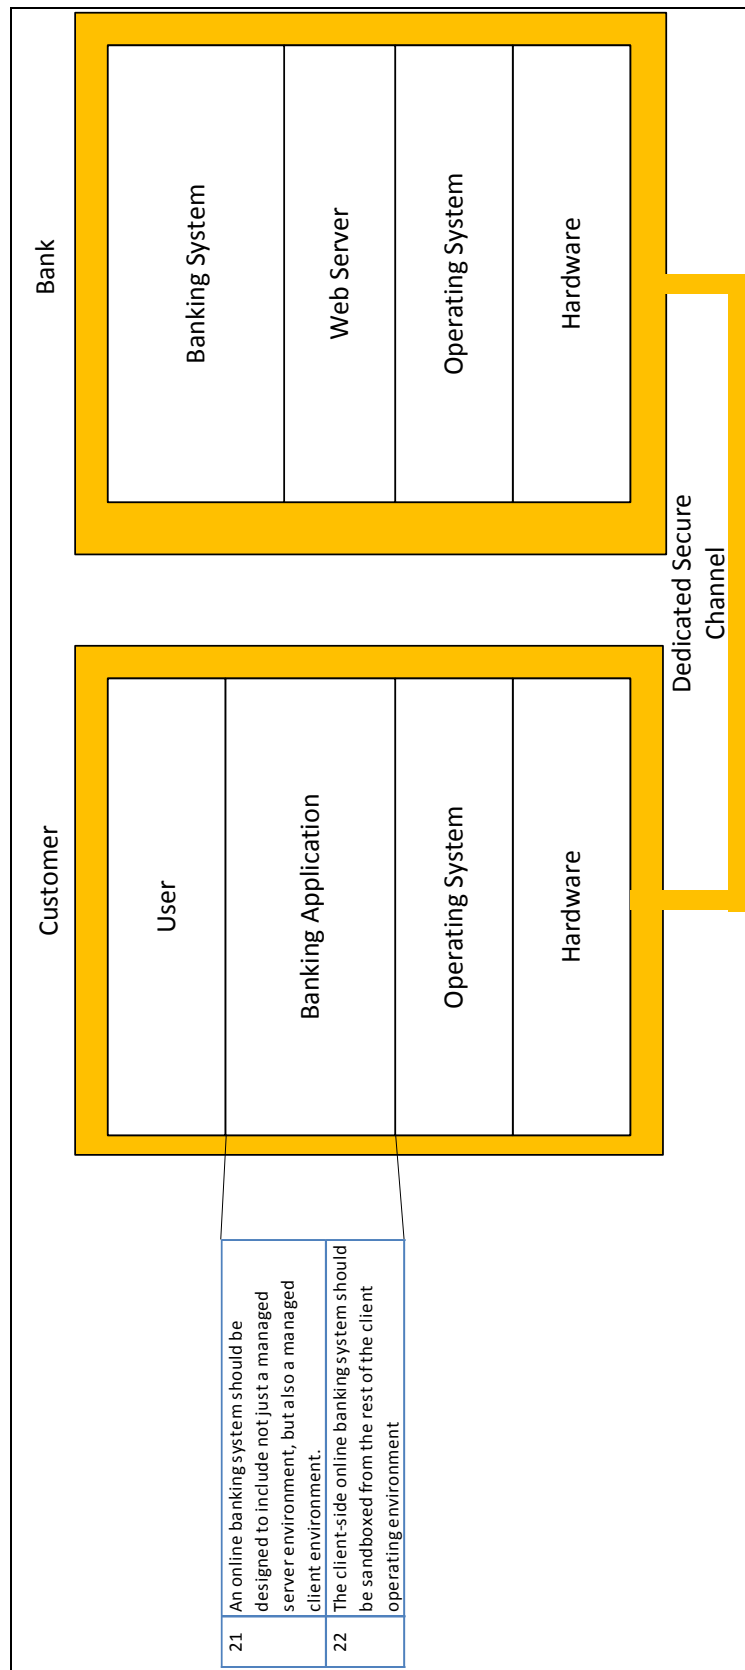 Customer
Bank
User
Banking Application
Operating System
Hardware
Banking System
Web Server
Operating System
Hardware
Dedicated Secure
Channel
21
An online banking system should be
designed to include not just a managed
server environment, but also a managed
client environment.
22
The client-side online banking system should
be sandboxed from the rest of the client
operating environment